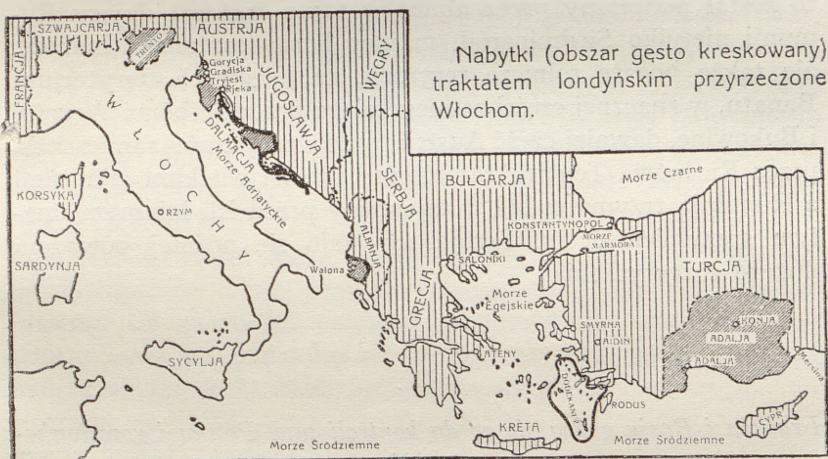 Nabytki (obszar gęsto kreskowany)
traktatem londyńskim przyrzeczone
Włochom.
SZWAJCARJA
AUSTRJA
FRANCJA
TRENTO
Gorycja
Gradiska
Tryjest
Rjeka
JUGOSŁAWJA
WĘGRY
WŁOCHY
DALMACJA
Morze Adrjatyckie
SERBJA
BUŁGARJA
Morze Czarne
KORSYKA
RZYM
ALBANJA
KONSTANTYNOPOL
MORZE
MARMORA
SARDYNJA
Walona
SALONIKI
TURCJA
GRECJA
Morze
Egejskie
SMYRNA
AIDIN
KONJA
ADALJA
ADALJA
Mersina
SYCYLJA
ATENY
DODEKANEZ
RODUS
CYPR
KRĒTA
Morze Śródziemne
Morze Śródziemne